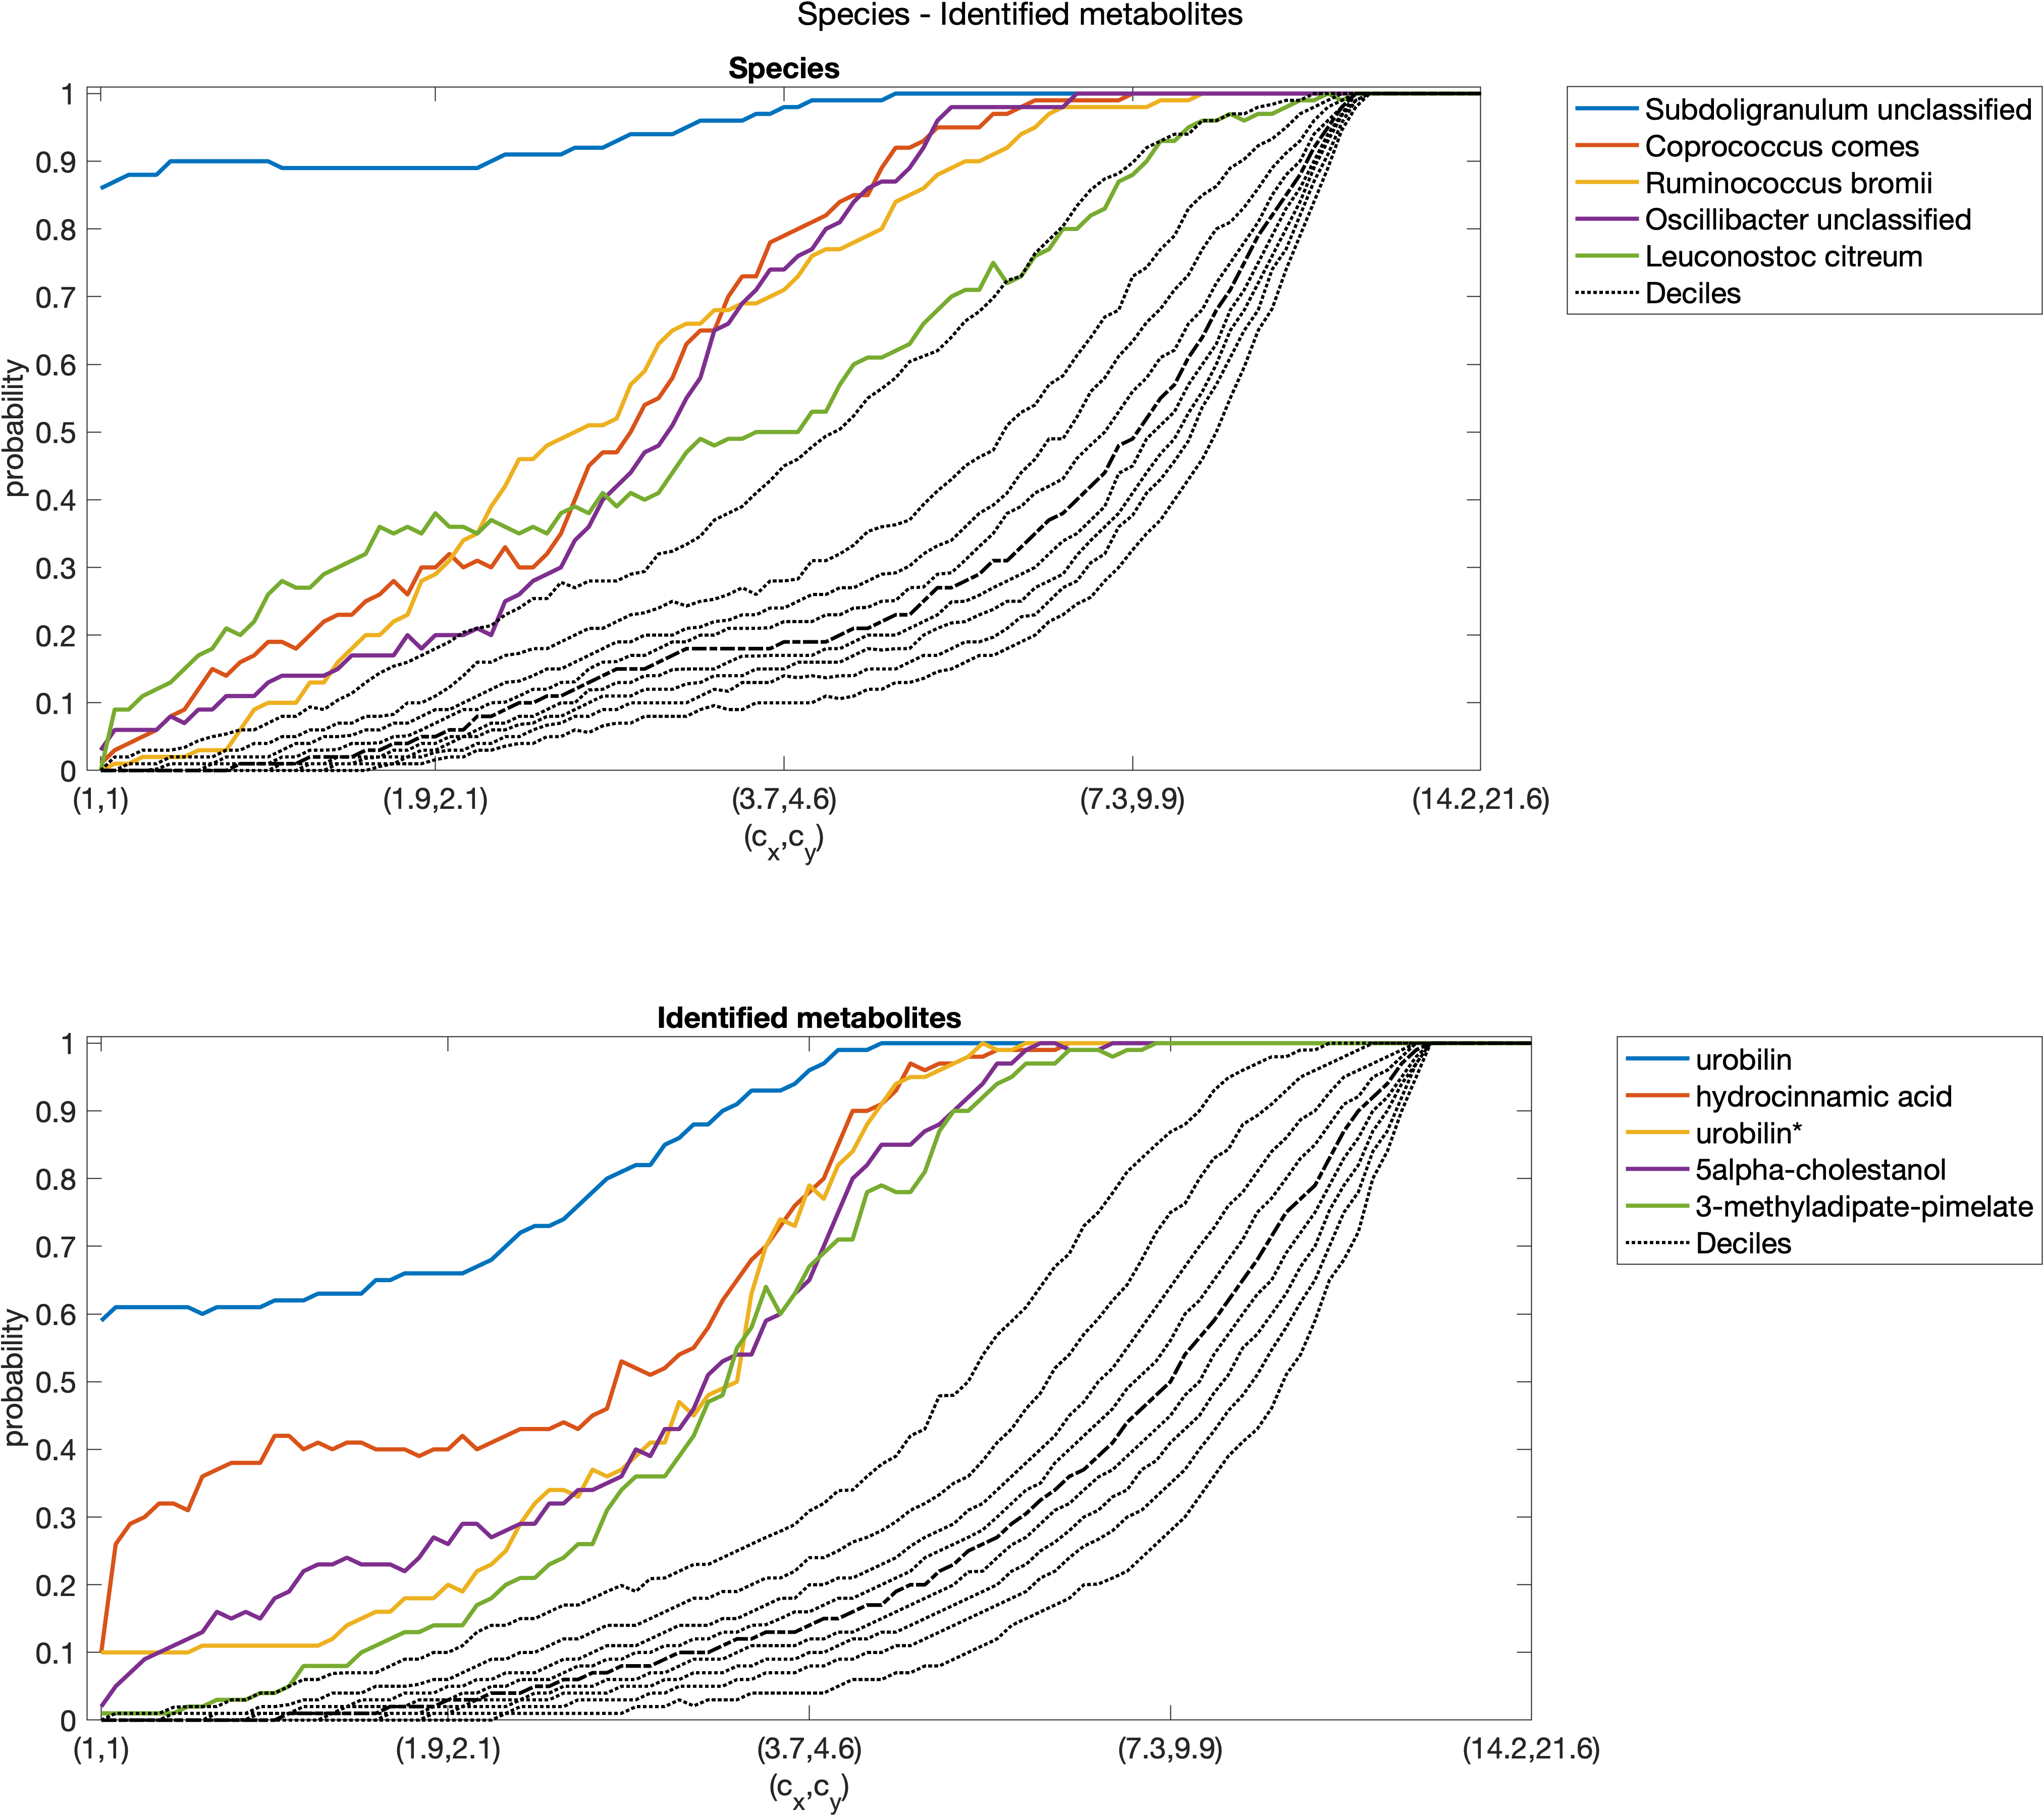 Species - Identified metabolites
Species
1
0.9
0.8
0.7
0.6
0.5
0.4
0.3
0.2
0.1
0
probability
(1,1)
(1.9,2.1)
(3.7,4.6)
(7.3,9.9)
(14.2,21.6)
(cx,cy)
Subdoligranulum unclassified
Coprococcus comes
Ruminococcus bromii
Oscillibacter unclassified
Leuconostoc citreum
Deciles
Identified metabolites
1
0.9
0.8
0.7
0.6
0.5
0.4
0.3
0.2
0.1
0
probability
(1,1)
(1.9,2.1)
(3.7,4.6)
(7.3,9.9)
(14.2,21.6)
(cx,cy)
urobilin
hydrocinnamic acid
urobilin*
5alpha-cholestanol
3-methyladipate-pimelate
Deciles